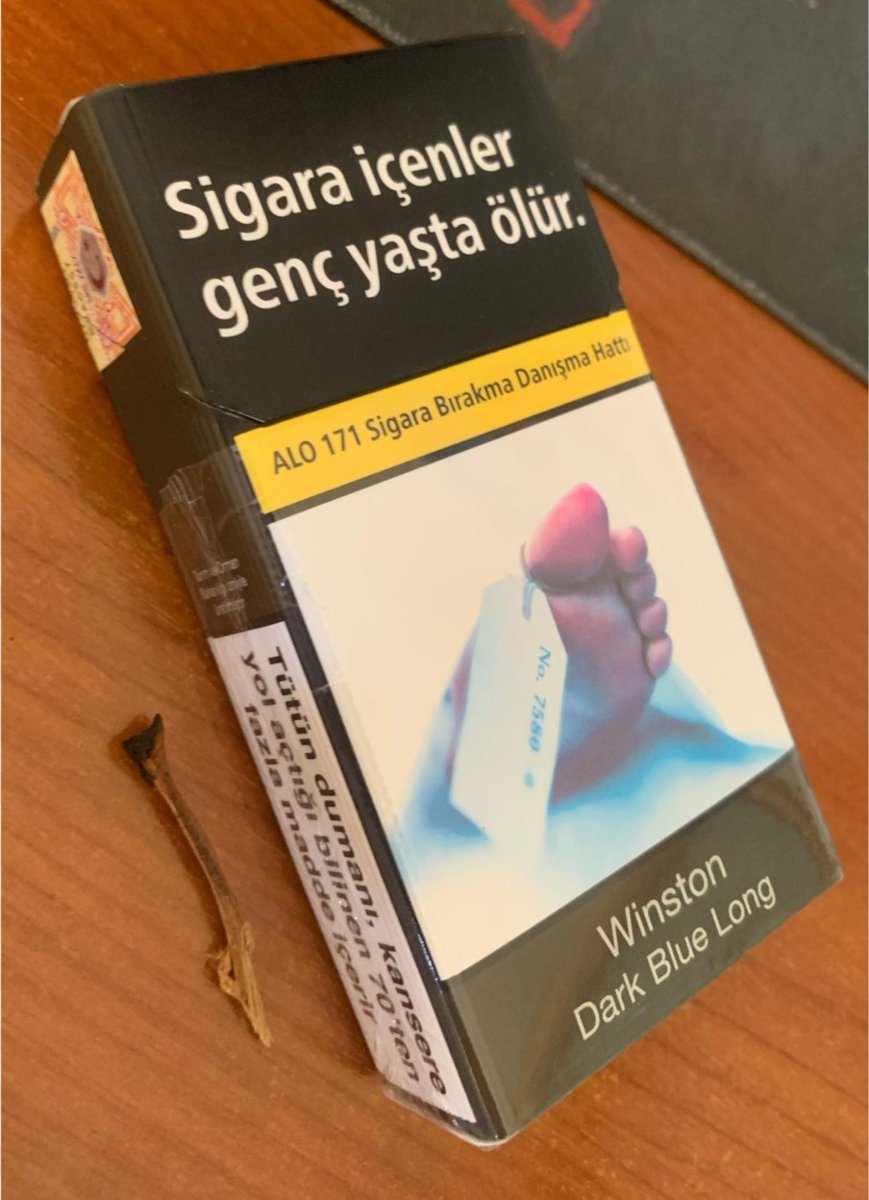 Sigara içenler
genç yaşta ölür.
ALO 171 Sigara Bırakma Danışma Hattı
No. 7580
Winston
Dark Blue Long
Tütün dumanı, kansere
yol açtığı bilinen 70'ten
fazla madde içerir.